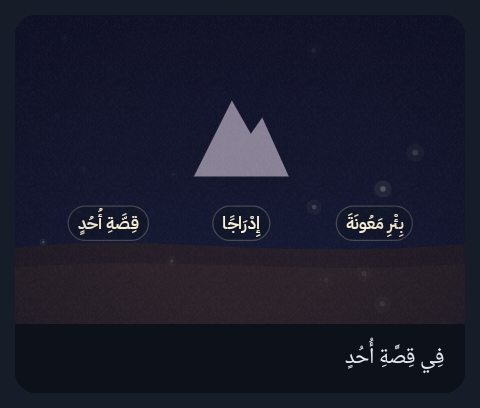 بِئْرِ مَعُونَةَ
إِدْرَاجًا
قِصَّةِ أُحُدٍ
فِي قِصَّةِ أُحُدٍ